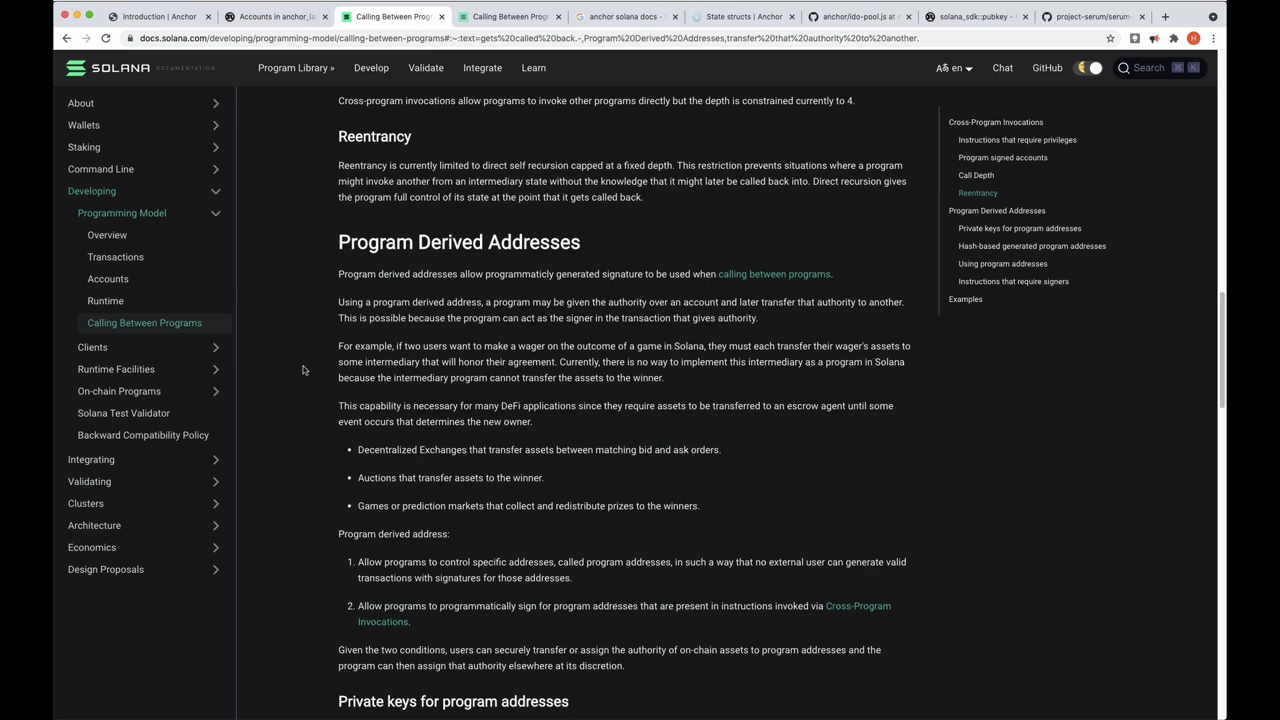 Introduction | Anchor
Accounts in anchor_la
Calling Between Progr
Calling Between Progr
anchor solana docs -
State structs | Anchor
anchor/ido-pool.js at
solana_sdk::pubkey -
project-serum/serum-
docs.solana.com/developing/programming-model/calling-between-programs#:~:text=gets%20called%20back.-,Program%20Derived%20Addresses,transfer%20that%20authority%20to%20another.
H
SOLANA DOCUMENTATION
Program Library »
Develop
Validate
Integrate
Learn
en
Chat
GitHub
Search
K
About
Wallets
Staking
Command Line
Developing
Programming Model
Overview
Transactions
Accounts
Runtime
Calling Between Programs
Clients
Runtime Facilities
On-chain Programs
Solana Test Validator
Backward Compatibility Policy
Integrating
Validating
Clusters
Architecture
Economics
Design Proposals
Cross-program invocations allow programs to invoke other programs directly but the depth is constrained currently to 4.
Reentrancy
Reentrancy is currently limited to direct self recursion capped at a fixed depth. This restriction prevents situations where a program
might invoke another from an intermediary state without the knowledge that it might later be called back into. Direct recursion gives
the program full control of its state at the point that it gets called back.
Program Derived Addresses
Program derived addresses allow programmaticly generated signature to be used when calling between programs.
Using a program derived address, a program may be given the authority over an account and later transfer that authority to another.
This is possible because the program can act as the signer in the transaction that gives authority.
For example, if two users want to make a wager on the outcome of a game in Solana, they must each transfer their wager's assets to
some intermediary that will honor their agreement. Currently, there is no way to implement this intermediary as a program in Solana
because the intermediary program cannot transfer the assets to the winner.
This capability is necessary for many DeFi applications since they require assets to be transferred to an escrow agent until some
event occurs that determines the new owner.
• Decentralized Exchanges that transfer assets between matching bid and ask orders.
• Auctions that transfer assets to the winner.
• Games or prediction markets that collect and redistribute prizes to the winners.
Program derived address:
1. Allow programs to control specific addresses, called program addresses, in such a way that no external user can generate valid
transactions with signatures for those addresses.
2. Allow programs to programmatically sign for program addresses that are present in instructions invoked via Cross-Program
Invocations.
Given the two conditions, users can securely transfer or assign the authority of on-chain assets to program addresses and the
program can then assign that authority elsewhere at its discretion.
Private keys for program addresses
Cross-Program Invocations
Instructions that require privileges
Program signed accounts
Call Depth
Reentrancy
Program Derived Addresses
Private keys for program addresses
Hash-based generated program addresses
Using program addresses
Instructions that require signers
Examples